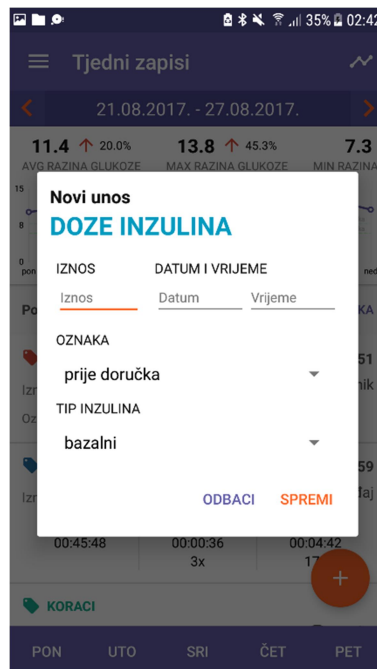 35% 02:42
Tjedni zapisi
21.08.2017. - 27.08.2017.
11.4 20.0% 13.8 45.3% 7.3
AVG RAZINA GLUKOZE MAX RAZINA GLUKOZE MIN RAZINA
15
8
0
pon ned
Novi unos
DOZE INZULINA
IZNOS DATUM I VRIJEME
Iznos Datum Vrijeme
OZNAKA
prije doručka
TIP INZULINA
bazalni
ODBACI SPREMI
00:45:48 00:00:36 00:04:42
3x 17
KORACI
PON UTO SRI ČET PET